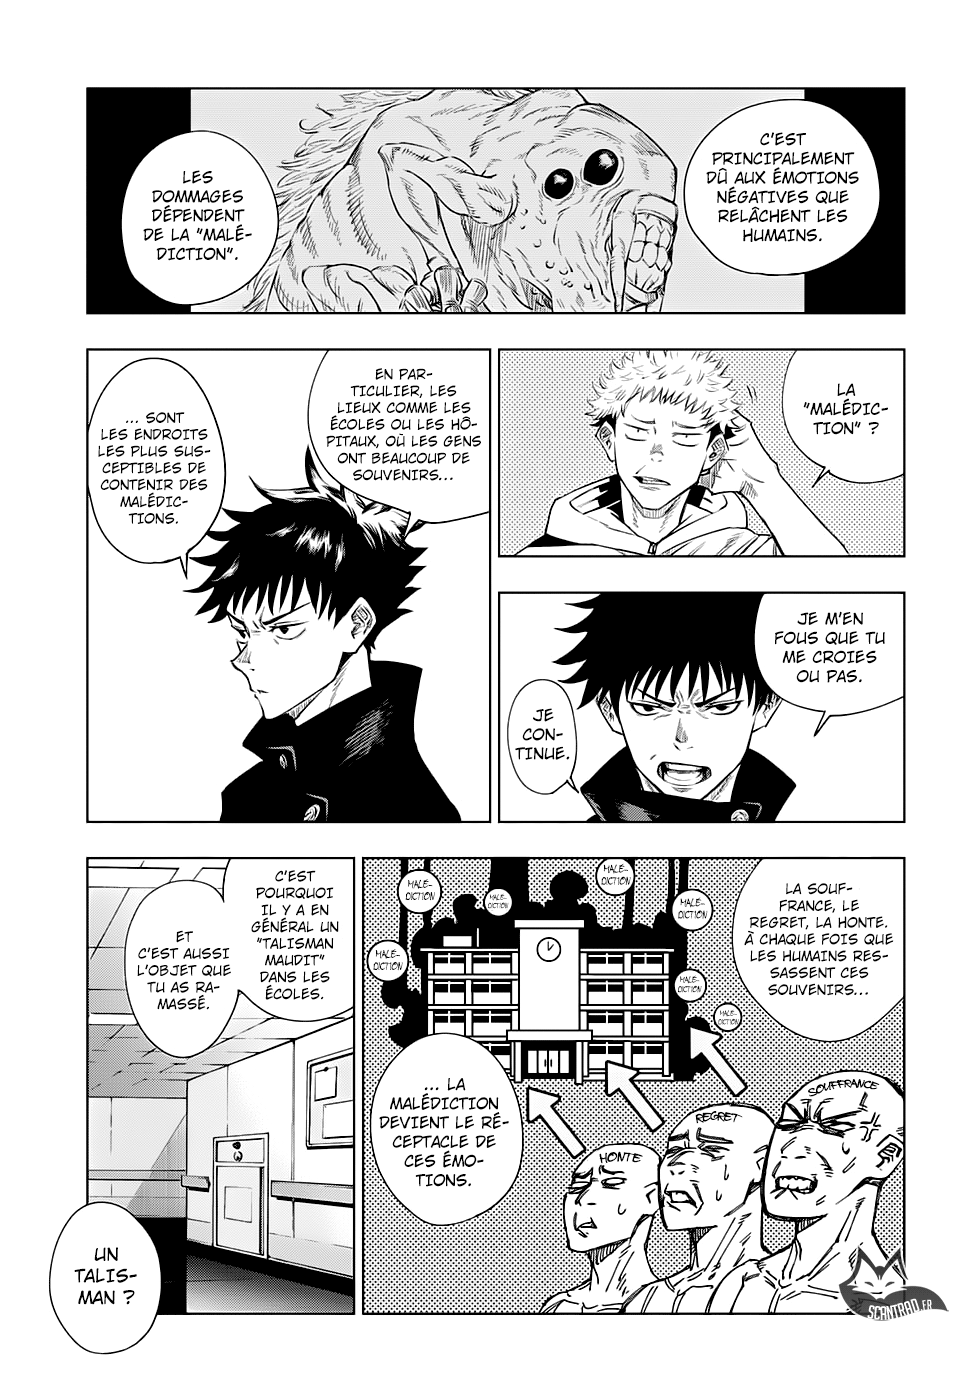 C'EST
PRINCIPALEMENT
DÛ AUX ÉMOTIONS
NÉGATIVES QUE
RELÂCHENT LES
HUMAINS.
LES
DOMMAGES
DÉPENDENT
DE LA "MALÉ-
DICTION".
LA
"MALÉDIC-
TION" ?
JE M'EN
FOUS QUE TU
ME CROIES
OU PAS.
JE
CON-
TINUE.
EN PAR-
TICULIER, LES
LIEUX COMME LES
ÉCOLES OU LES HÔ-
PITAUX, OÙ LES GENS
ONT BEAUCOUP DE
SOUVENIRS...
... SONT
LES ENDROITS
LES PLUS SUS-
CEPTIBLES DE
CONTENIR DES
MALÉDIC-
TIONS.
LA SOUF-
FRANCE, LE
REGRET, LA HONTE.
À CHAQUE FOIS QUE
LES HUMAINS RES-
SASSENT CES
SOUVENIRS...
MALÉ-
DICTION
MALÉ-
DICTION
MALÉ-
DICTION
MALÉ-
DICTION
MALÉ-
DICTION
MALÉ-
DICTION
MALÉ-
DICTION
SOUFFRANCE
REGRET
HONTE
... LA
MALÉDICTION
DEVIENT LE RÉ-
CEPTACLE DE
CES ÉMO-
TIONS.
C'EST
POURQUOI
IL Y A EN
GÉNÉRAL UN
"TALISMAN
MAUDIT"
DANS LES
ÉCOLES.
ET
C'EST AUSSI
L'OBJET QUE
TU AS RA-
MASSÉ.
UN
TALIS-
MAN ?
SCANTRAD.FR